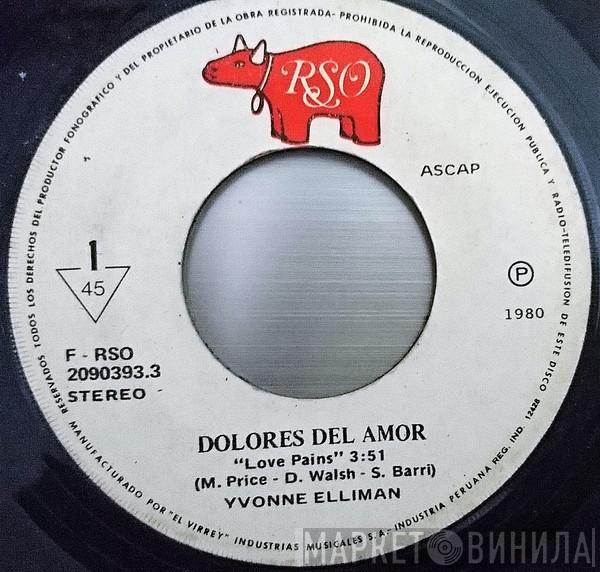 RESERVADOS TODOS LOS DERECHOS DEL PRODUCTOR FONOGRAFICO Y DEL PROPIETARIO DE LA OBRA REGISTRADA - PROHIBIDA LA REPRODUCCION EJECUCION PUBLICA Y RADIO-TELEDIFUSION DE ESTE DISCO
RSO
ASCAP
1
45
℗
1980
F - RSO
2090393.3
STEREO
DOLORES DEL AMOR
"Love Pains" 3:51
(M. Price - D. Walsh - S. Barri)
YVONNE ELLIMAN
MANUFACTURADO POR "EL VIRREY" INDUSTRIAS MUSICALES S.A - INDUSTRIA PERUANA REG. IND 12428
МАРКЕТ ВИНИЛА